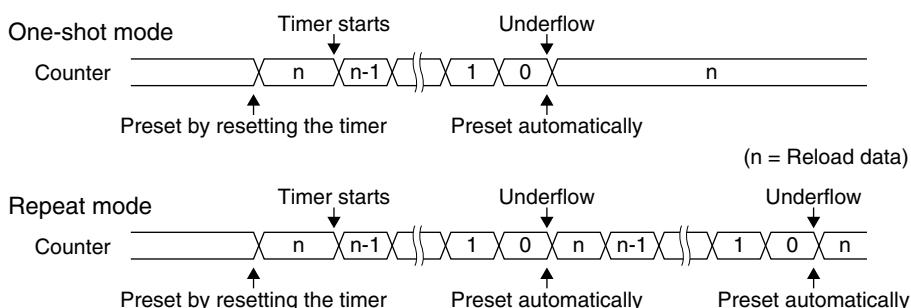 One-shot mode
Timer starts
Underflow
Counter
n
n-1
1
0
n
Preset by resetting the timer
Preset automatically
(n = Reload data)
Repeat mode
Timer starts
Underflow
Underflow
Counter
n
n-1
1
0
n
n-1
1
0
n
Preset by resetting the timer
Preset automatically
Preset automatically